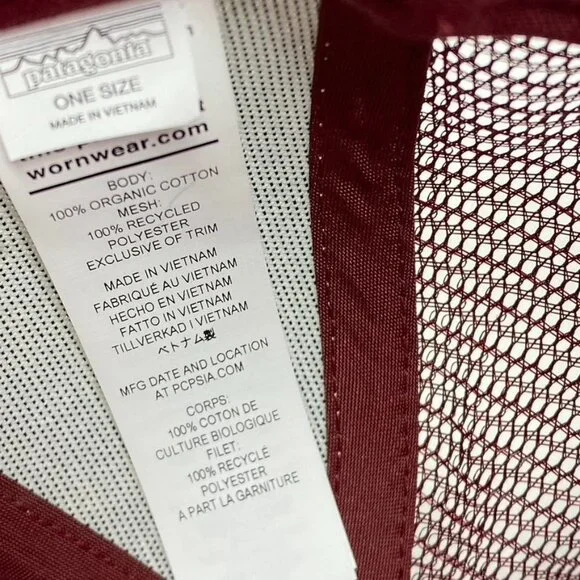 patagonia
ONE SIZE
MADE IN VIETNAM
wornwear.com
BODY:
100% ORGANIC COTTON
MESH:
100% RECYCLED
POLYESTER
EXCLUSIVE OF TRIM
MADE IN VIETNAM
FABRIQUÉ AU VIETNAM
HECHO EN VIETNAM
FATTO IN VIETNAM
TILLVERKAD I VIETNAM
ベトナム製
MFG DATE AND LOCATION
AT PCPSIA.COM
CORPS:
100% COTON DE
CULTURE BIOLOGIQUE
FILET:
100% RECYCLÉ
POLYESTER
A PART LA GARNITURE